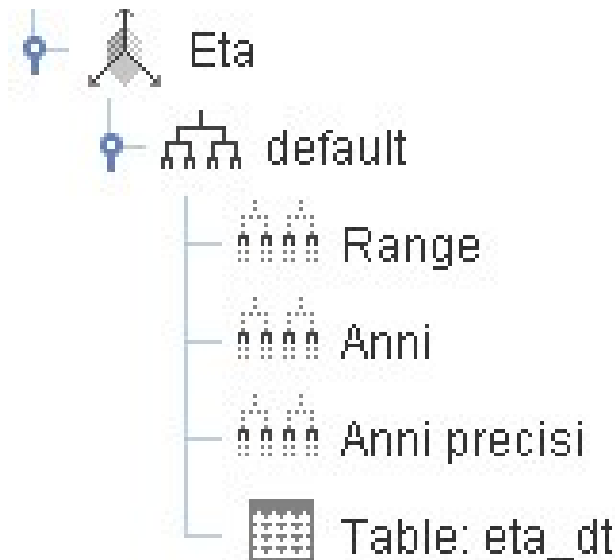 Eta
default
Range
Anni
Anni precisi
Table: eta_dt